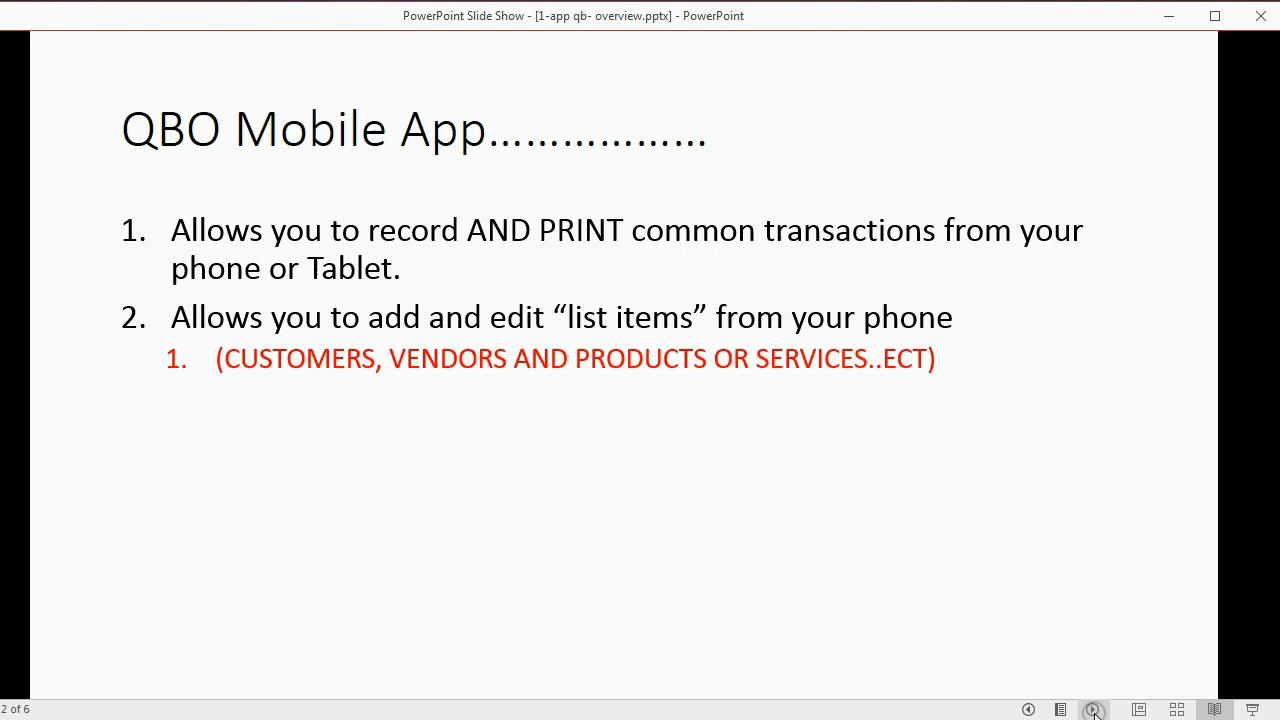 PowerPoint Slide Show - [1-app qb- overview.pptx] - PowerPoint
QBO Mobile App………………
1. Allows you to record AND PRINT common transactions from your
phone or Tablet.
2. Allows you to add and edit “list items” from your phone
1. (CUSTOMERS, VENDORS AND PRODUCTS OR SERVICES..ECT)
2 of 6